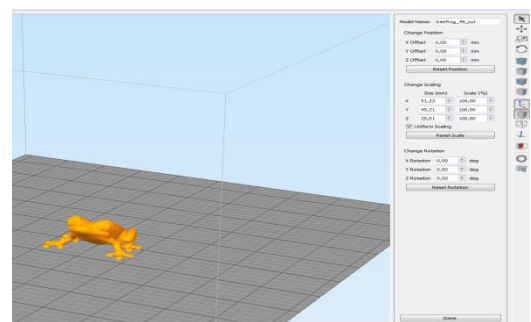 Model Name: treefrog_45_cut
Change Position
X Offset 0,00 mm
Y Offset 0,00 mm
Z Offset 0,00 mm
Reset Position
Change Scaling
Size (mm) Scale (%)
X 51,23 100,00
Y 45,21 100,00
Z 25,01 100,00
Uniform Scaling
Reset Scale
Change Rotation
X Rotation 0,00 deg
Y Rotation 0,00 deg
Z Rotation 0,00 deg
Reset Rotation
Done